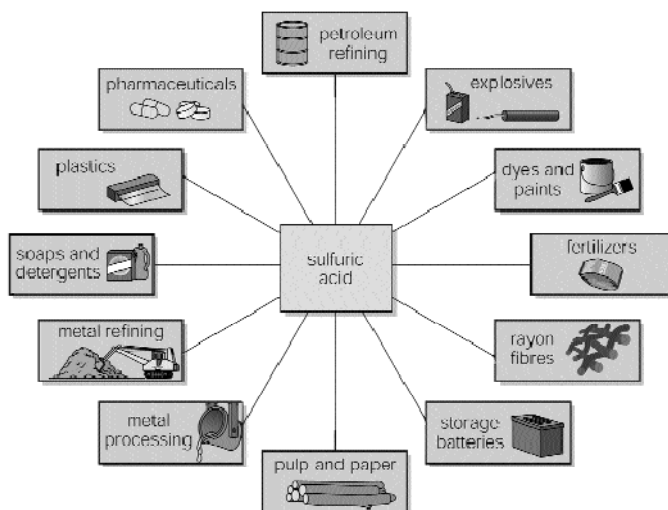 petroleum
refining
pharmaceuticals
explosives
plastics
dyes and
paints
soaps and
detergents
sulfuric
acid
fertilizers
metal refining
rayon
fibres
metal
processing
storage
batteries
pulp and paper